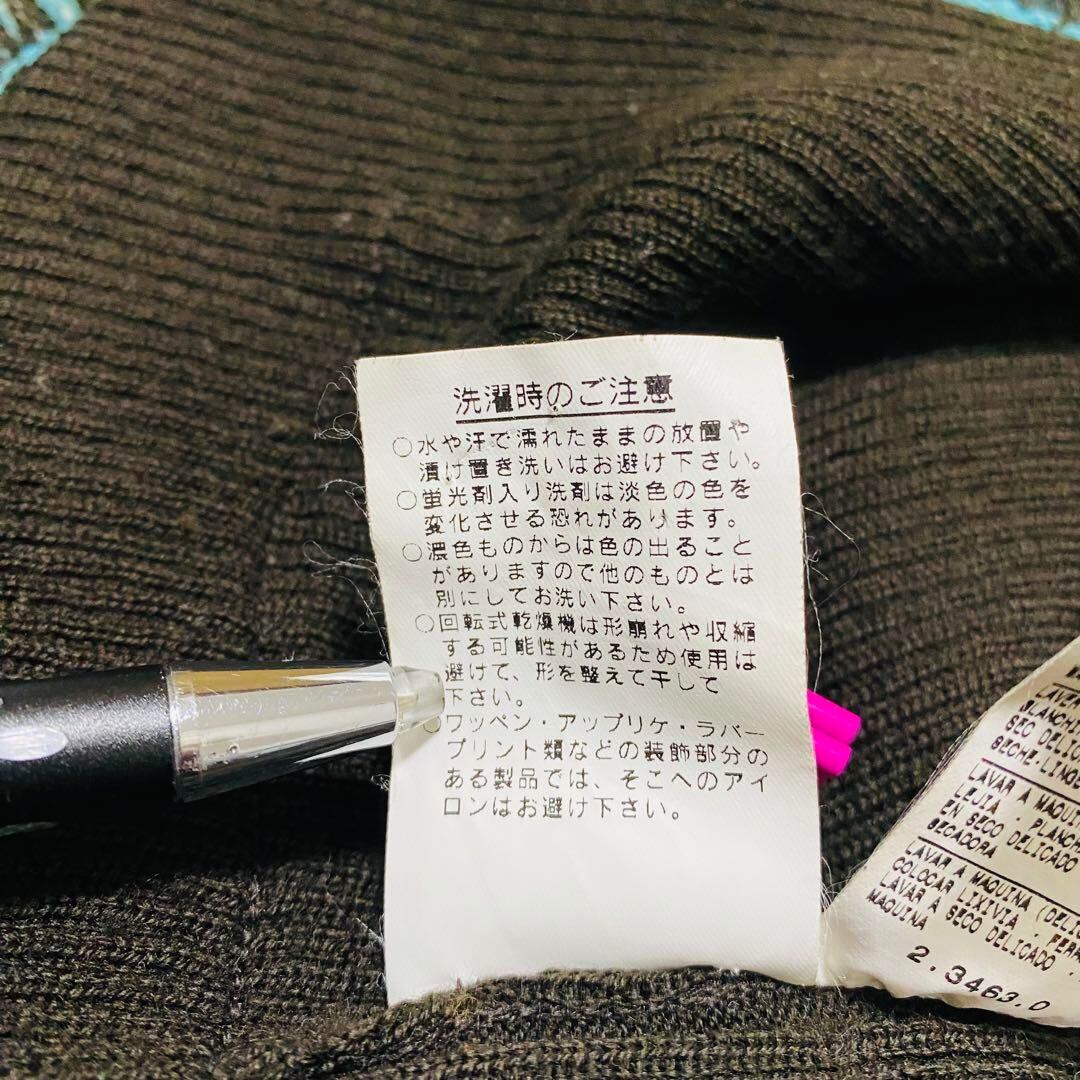 洗濯時のご注意
○水や汗で濡れたままの放置や
漬け置き洗いはお避け下さい。
○蛍光剤入り洗剤は淡色の色を
変化させる恐れがあります。
○濃色ものからは色の出ること
がありますので他のものとは
別にしてお洗い下さい。
○回転式乾燥機は形崩れや収縮
する可能性があるため使用は
避けて、形を整えて干して
下さい。
○ワッペン・アップリケ・ラバー
プリント類などの装飾部分の
ある製品では、そこへのアイ
ロンはお避け下さい。
LAVER
BLANCH
SEC DELIC
SECHE-LING
LAVAR A MAQUI
LEJIA . PLANCH
EN SECO DELICADO
SECADORA
LAVAR A MAQUINA (DELI
COLOCAR LIXIVIA . FERR
LAVAR A SECO DELICADO .
MAQUINA
2.3463.0